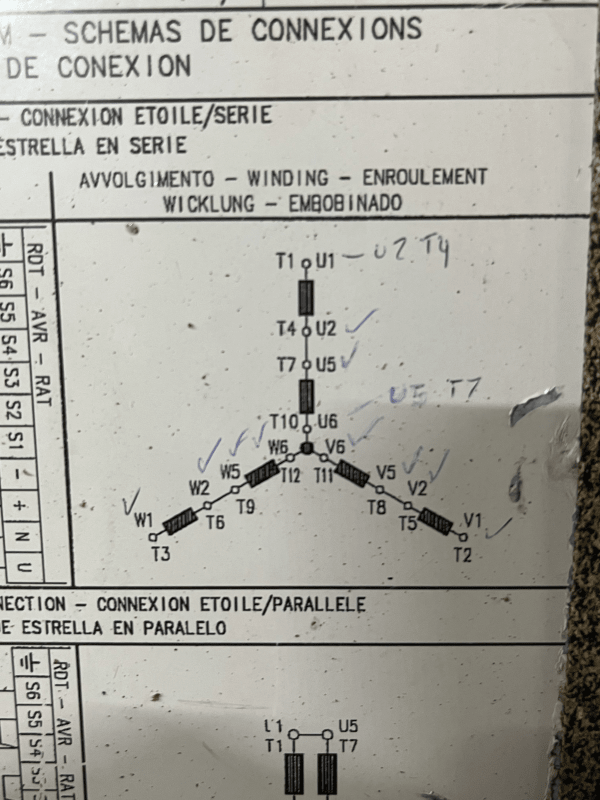 M - SCHEMAS DE CONNEXIONS
DE CONEXION
- CONNEXION ETOILE/SERIE
ESTRELLA EN SERIE
AVVOLGIMENTO - WINDING - ENROULEMENT
WICKLUNG - EMBOBINADO
RDT - AVR - RAT
S6 S5 S4 S3 S2 S1 - + N U
T1 U1 - U2 T4
T4 U2
T7 U5
U5 T7
T10 U6
W6 V6
W5 T12 T11 V5
W2 T9 T8 V2
W1 T6 T5 V1
T3 T2
NECTION - CONNEXION ETOILE/PARALLELE
E ESTRELLA EN PARALELO
RDT - AVR - RAT
S6 S5 S4
U1 U5
T1 T7